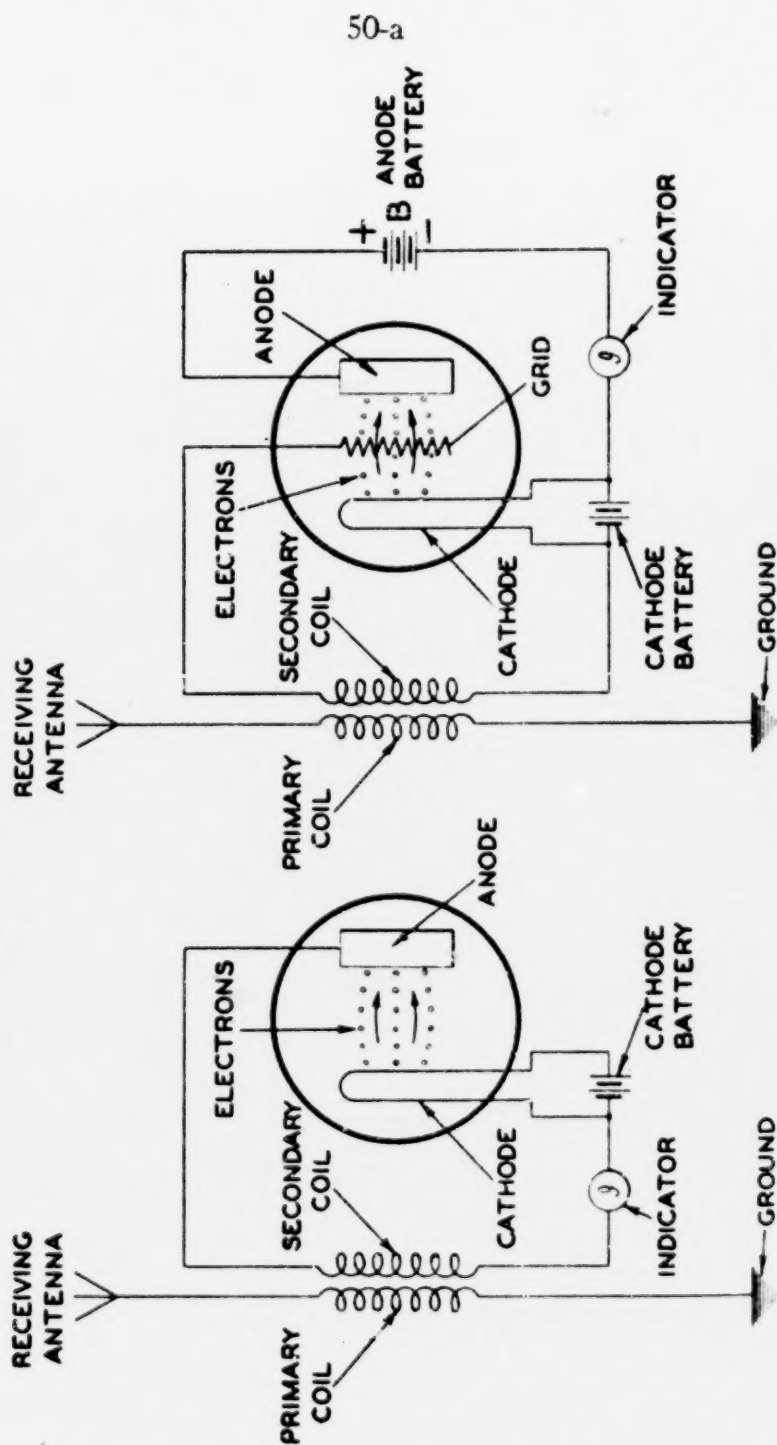 50-a
RECEIVING
ANTENNA
PRIMARY
COIL
SECONDARY
COIL
ELECTRONS
CATHODE
ANODE
INDICATOR
CATHODE
BATTERY
GROUND
RECEIVING
ANTENNA
PRIMARY
COIL
SECONDARY
COIL
ELECTRONS
CATHODE
ANODE
GRID
+
B
−
ANODE
BATTERY
CATHODE
BATTERY
INDICATOR
GROUND